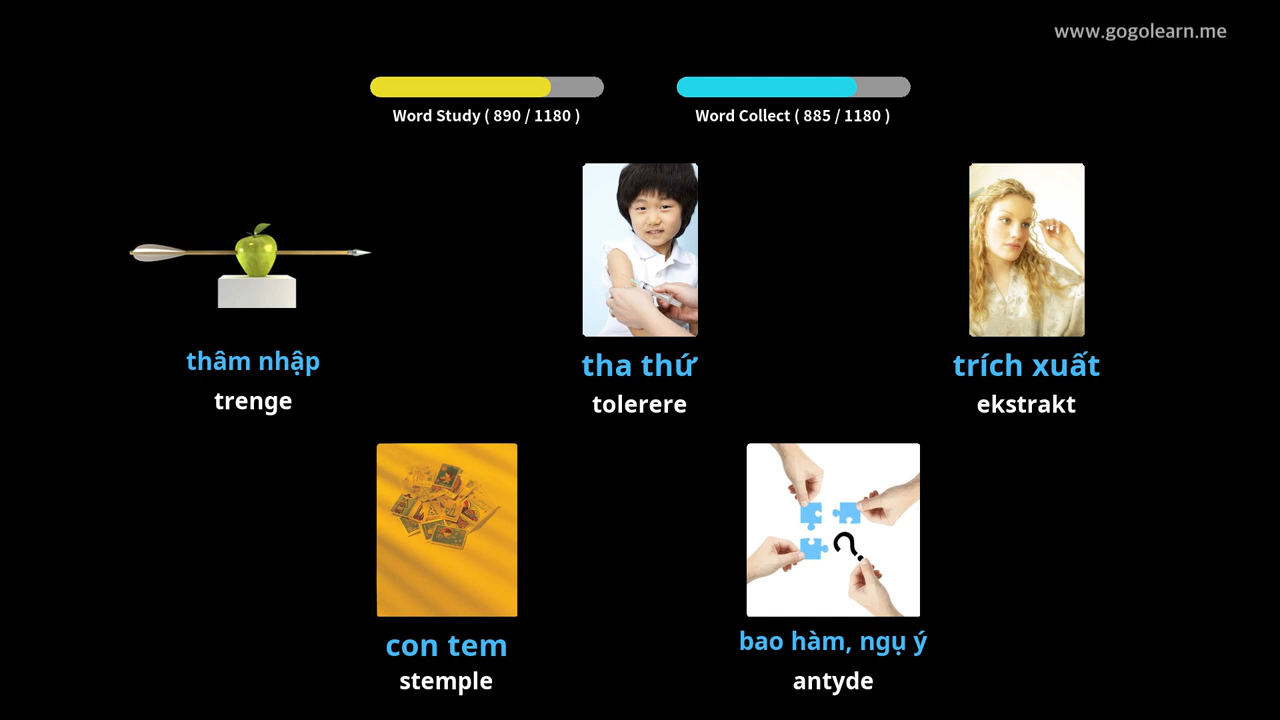 www.gogolearn.me
Word Study ( 890 / 1180 )
Word Collect ( 885 / 1180 )
thâm nhập
trenge
tha thứ
tolerere
trích xuất
ekstrakt
con tem
stemple
bao hàm, ngụ ý
antyde